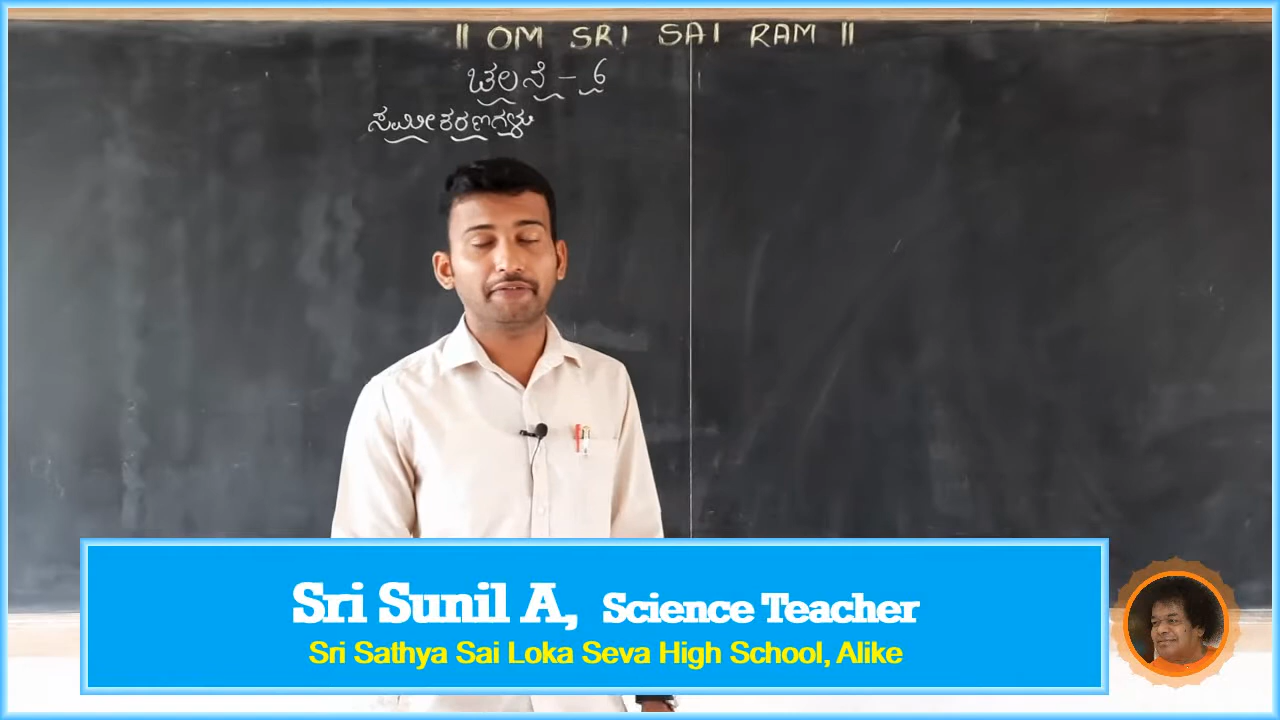 ॥ OM SRI SAI RAM ॥
ಚಲನೆ - ೬
ಸಮೀಕರಣಗಳು
Sri Sunil A, Science Teacher
Sri Sathya Sai Loka Seva High School, Alike